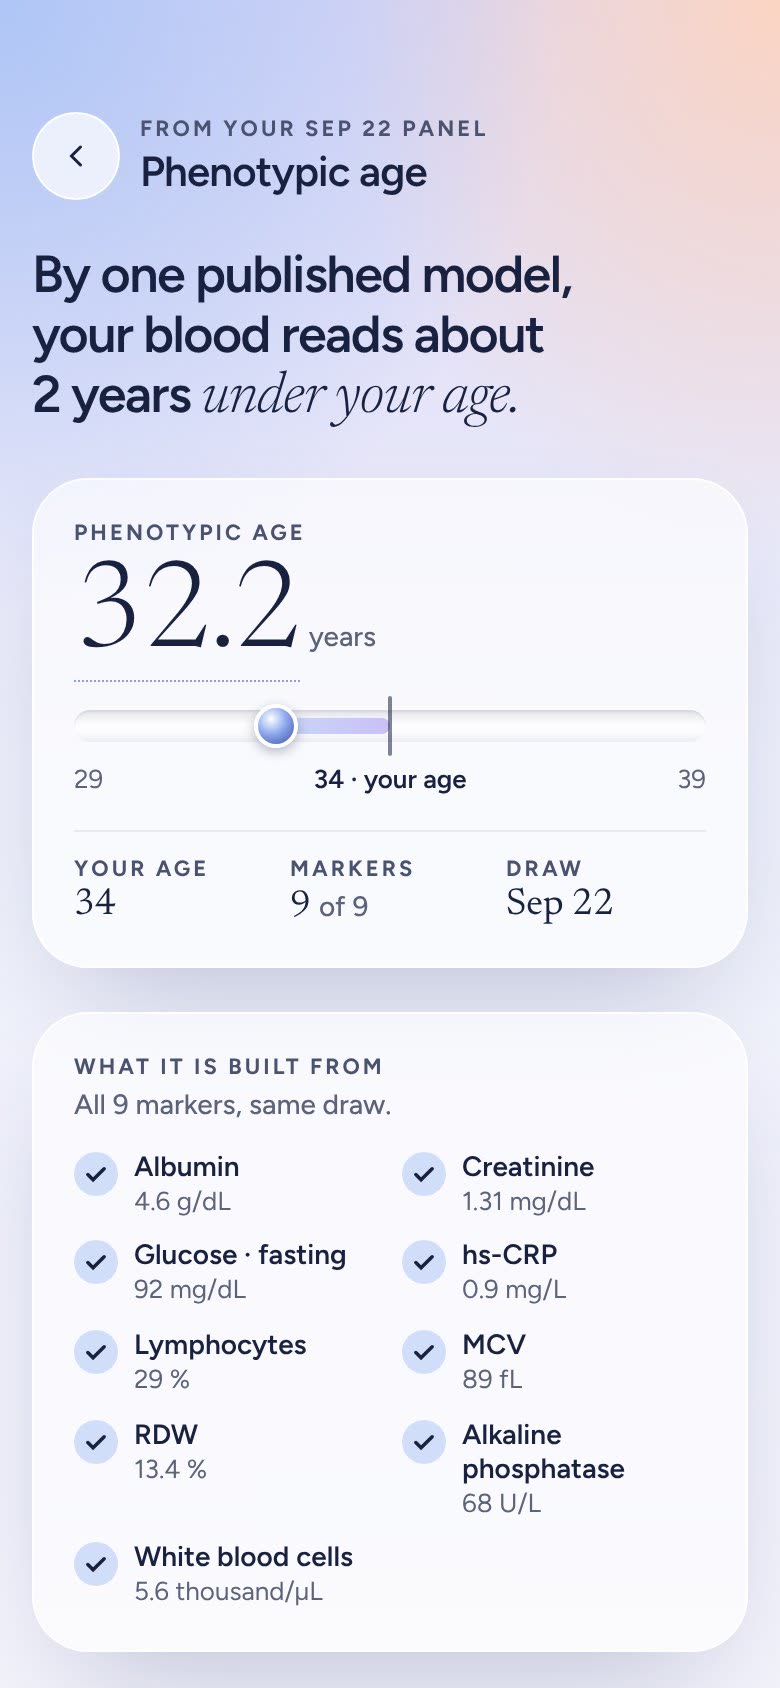 FROM YOUR SEP 22 PANEL
Phenotypic age
By one published model,
your blood reads about
2 years under your age.
PHENOTYPIC AGE
32.2 years
29
34 · your age
39
YOUR AGE
34
MARKERS
9 of 9
DRAW
Sep 22
WHAT IT IS BUILT FROM
All 9 markers, same draw.
Albumin
4.6 g/dL
Creatinine
1.31 mg/dL
Glucose · fasting
92 mg/dL
hs-CRP
0.9 mg/L
Lymphocytes
29 %
MCV
89 fL
RDW
13.4 %
Alkaline
phosphatase
68 U/L
White blood cells
5.6 thousand/µL